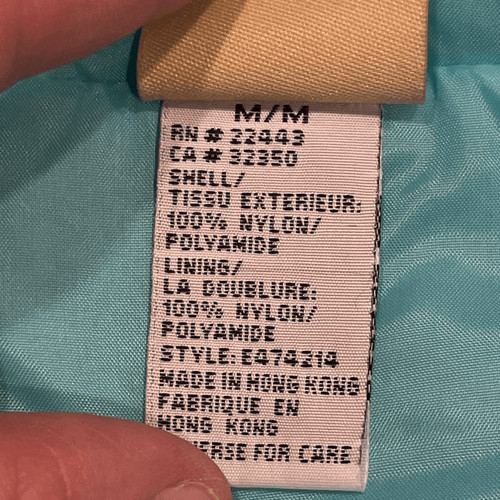 M/M
RN # 22443
CA # 32350
SHELL/
TISSU EXTERIEUR:
100% NYLON/
POLYAMIDE
LINING/
LA DOUBLURE:
100% NYLON/
POLYAMIDE
STYLE: E474214
MADE IN HONG KONG
FABRIQUE EN
HONG KONG
FOR CARE